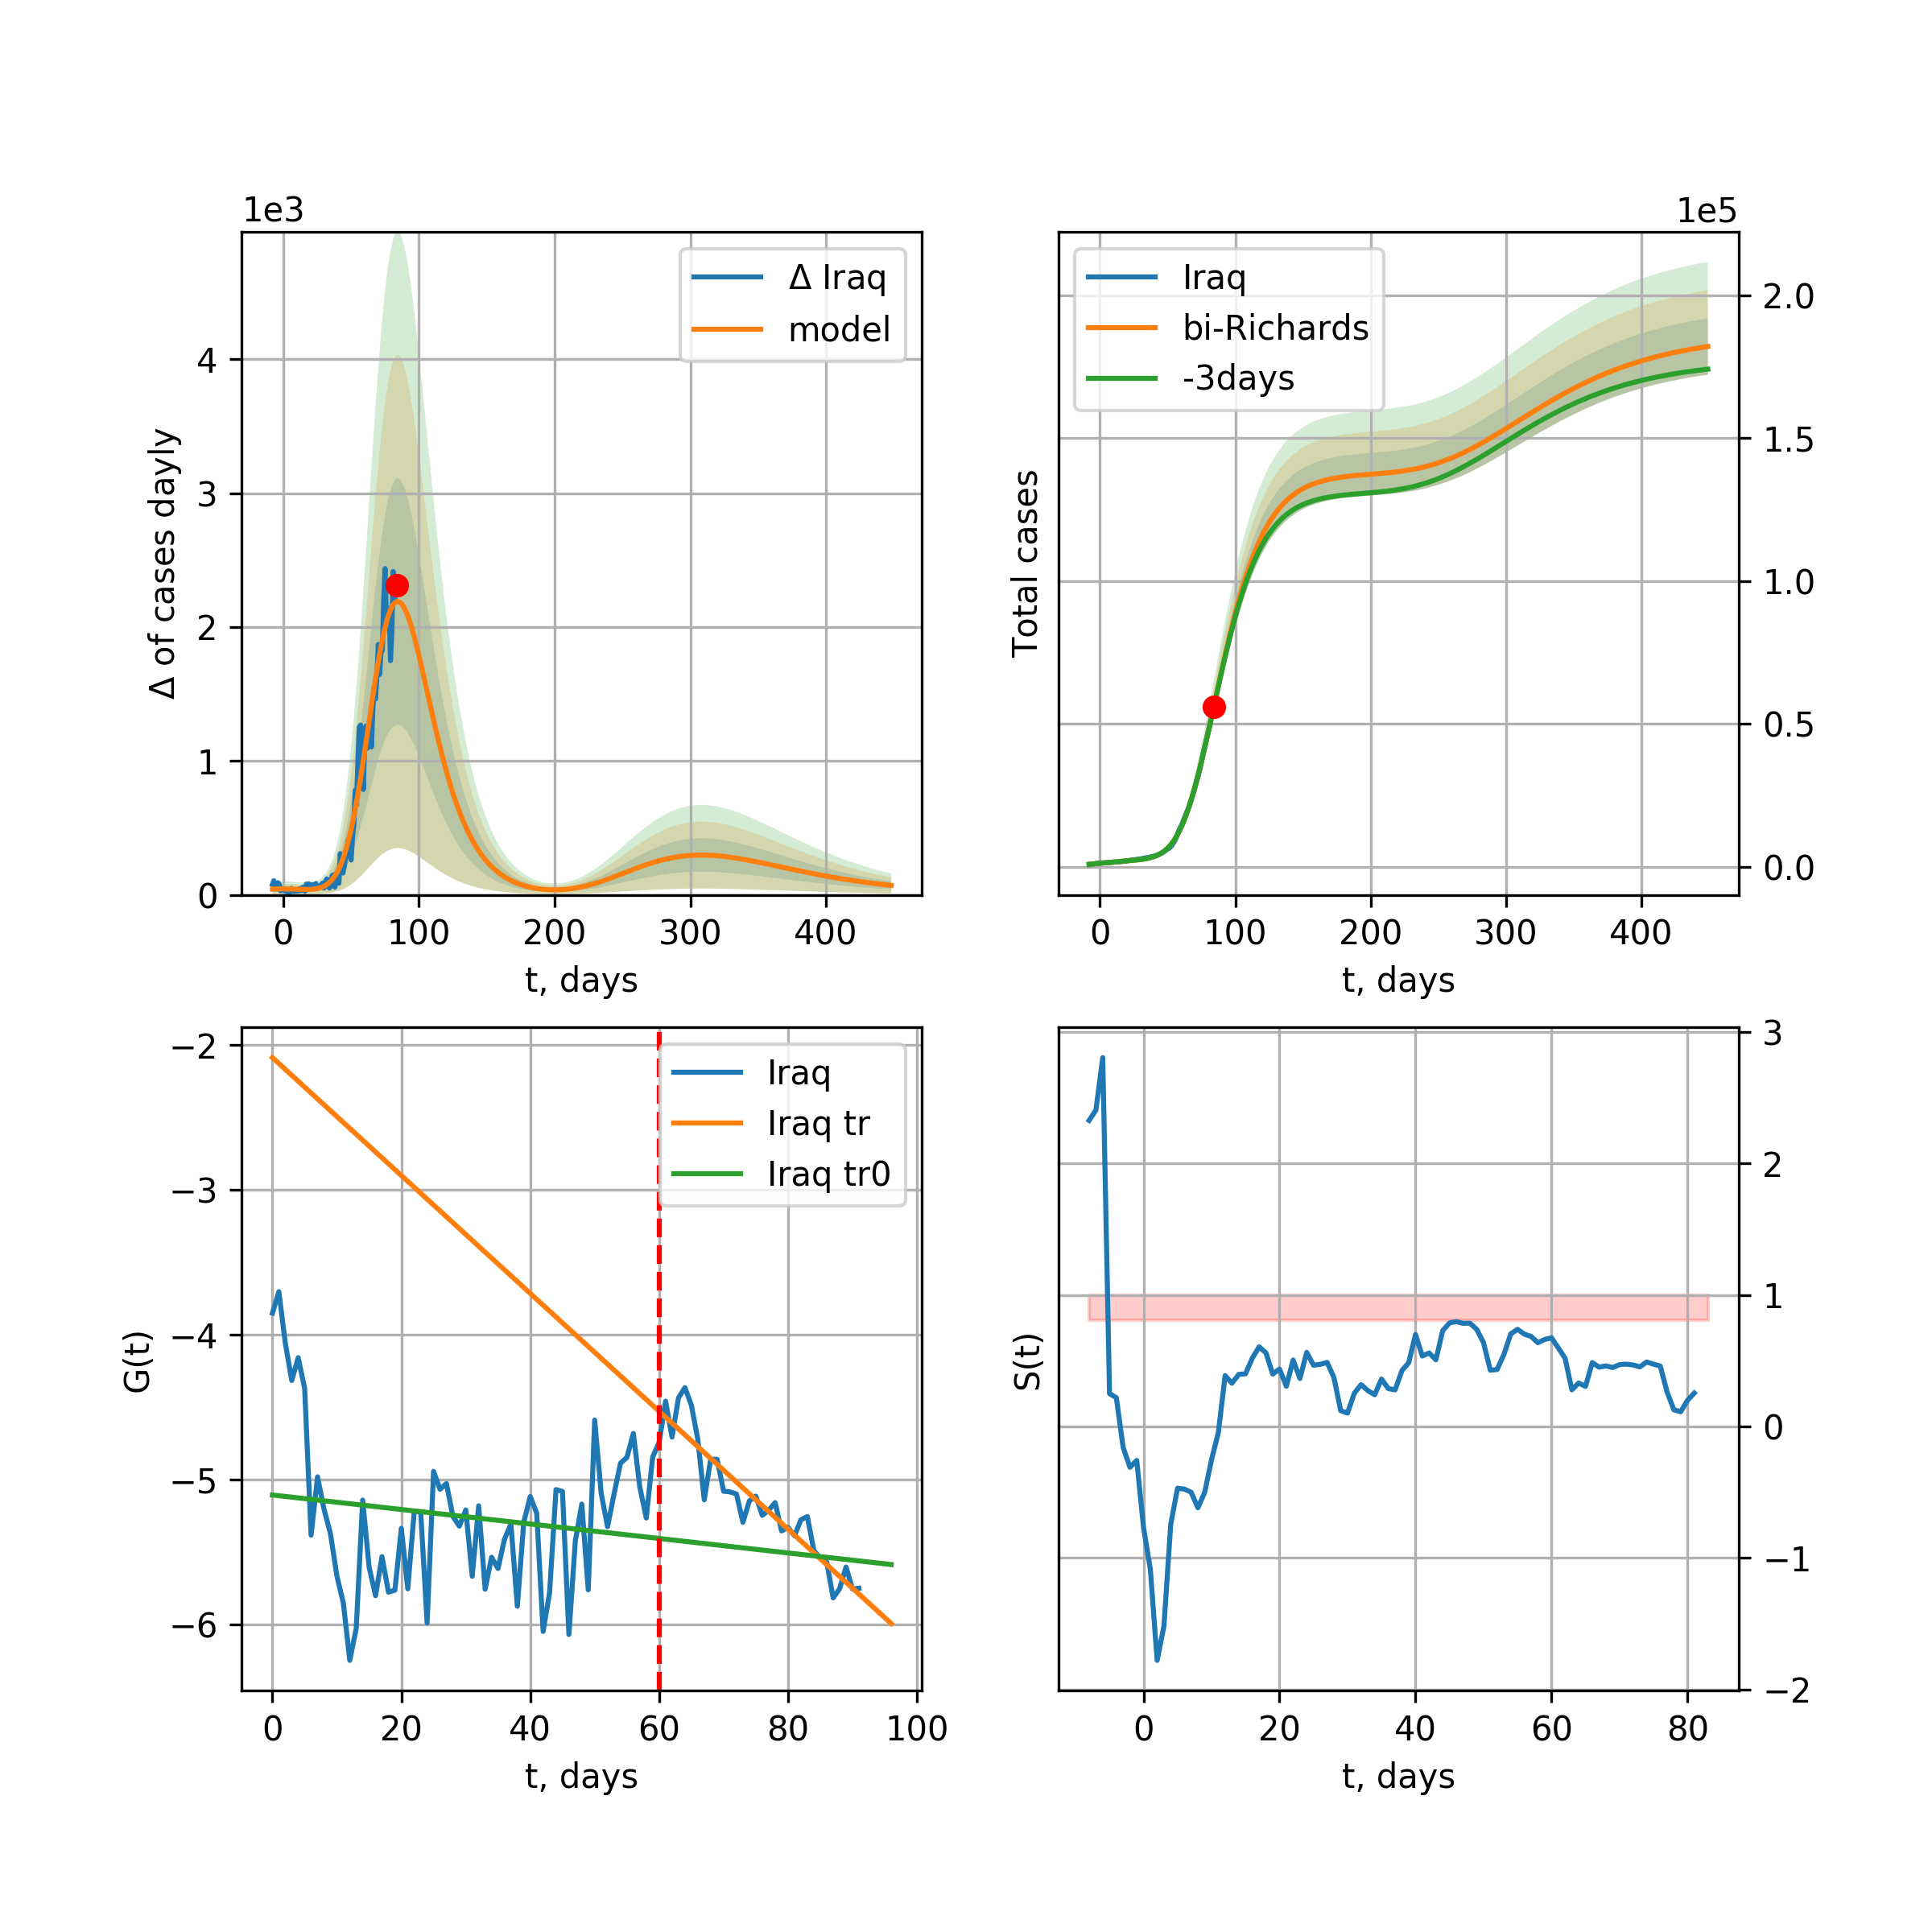 1e3
Δ of cases dayly
4
3
2
1
0
0 100 200 300 400
t, days
Δ Iraq
model
1e5
Total cases
2.0
1.5
1.0
0.5
0.0
0 100 200 300 400
t, days
Iraq
bi-Richards
-3days
G(t)
−2
−3
−4
−5
−6
0 20 40 60 80 100
t, days
Iraq
Iraq tr
Iraq tr0
S(t)
3
2
1
0
−1
−2
0 20 40 60 80
t, days